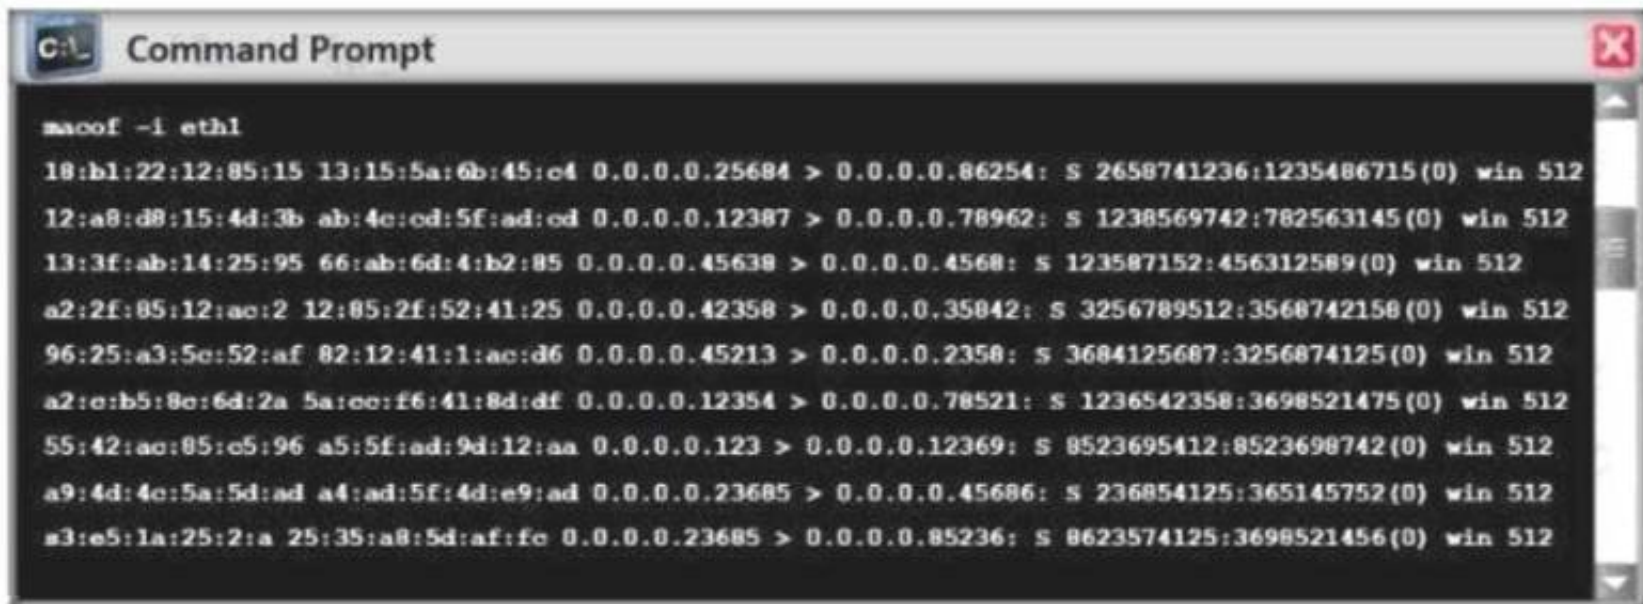 C:\_ Command Prompt
macof -i eth1
18:b1:22:12:85:15 13:15:5a:6b:45:c4 0.0.0.0.25684 > 0.0.0.0.86254: S 2658741236:1235486715(0) win 512
12:a8:d8:15:4d:3b ab:4c:cd:5f:ad:cd 0.0.0.0.12387 > 0.0.0.0.78962: S 1238569742:782563145(0) win 512
13:3f:ab:14:25:95 66:ab:6d:4:b2:85 0.0.0.0.45638 > 0.0.0.0.4568: S 123587152:456312589(0) win 512
a2:2f:85:12:ac:2 12:85:2f:52:41:25 0.0.0.0.42358 > 0.0.0.0.35842: S 3256789512:3568742158(0) win 512
96:25:a3:5c:52:af 82:12:41:1:ac:d6 0.0.0.0.45213 > 0.0.0.0.2358: S 3684125687:3256874125(0) win 512
a2:c:b5:8c:6d:2a 5a:cc:f6:41:8d:df 0.0.0.0.12354 > 0.0.0.0.78521: S 1236542358:3698521475(0) win 512
55:42:ac:85:c5:96 a5:5f:ad:9d:12:aa 0.0.0.0.123 > 0.0.0.0.12369: S 8523695412:8523698742(0) win 512
a9:4d:4c:5a:5d:ad a4:ad:5f:4d:e9:ad 0.0.0.0.23685 > 0.0.0.0.45686: S 236854125:365145752(0) win 512
s3:e5:1a:25:2:a 25:35:a8:5d:af:fc 0.0.0.0.23685 > 0.0.0.0.85236: S 8623574125:3698521456(0) win 512